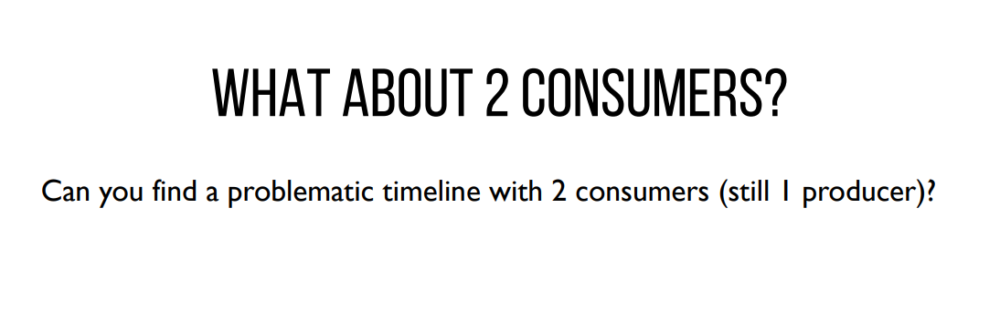 WHAT ABOUT 2 CONSUMERS?
Can you find a problematic timeline with 2 consumers (still 1 producer)?